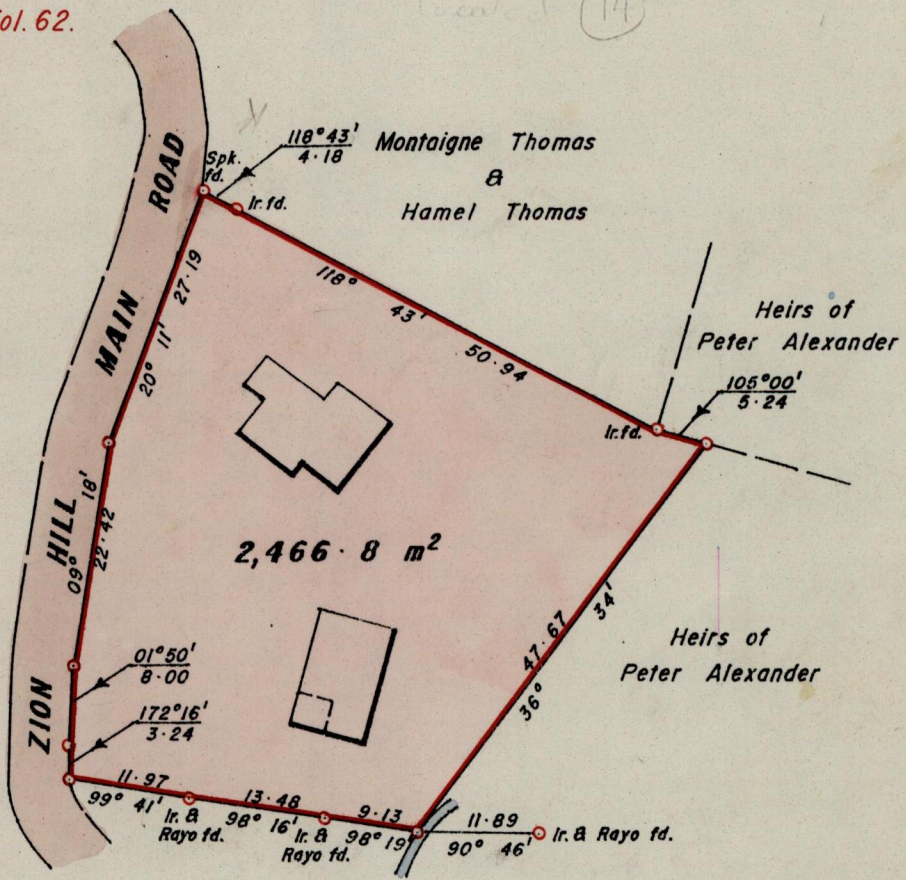 ol. 62.
14
118° 43'
4·18
Montaigne Thomas
&
Hamel Thomas
Spk.
fd.
Ir. fd.
ZION HILL MAIN ROAD
27·19
20° 11'
118° 43'
50·94
Heirs of
Peter Alexander
105° 00'
5·24
Ir. fd.
09° 18'
22·42
2,466·8 m²
47·67
36° 34'
Heirs of
Peter Alexander
01° 50'
8·00
172° 16'
3·24
11·97
99° 41'
Ir. &
Rayo fd.
13·48
98° 16'
Ir. &
Rayo fd.
9·13
98° 19'
11·89
90° 46'
Ir. & Rayo fd.